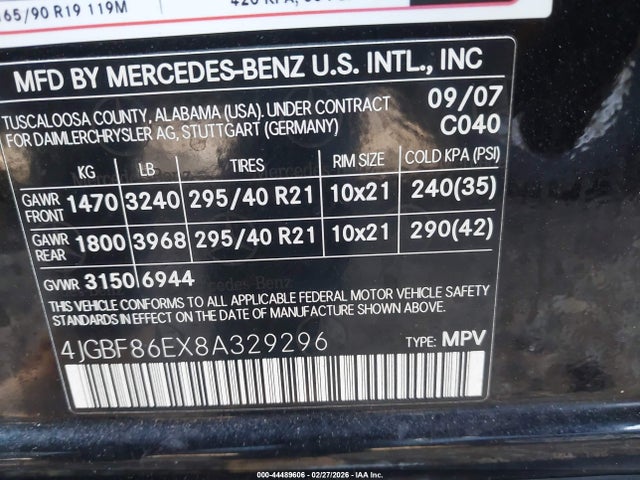 165/90 R19 119M
MFD BY MERCEDES-BENZ U.S. INTL., INC
TUSCALOOSA COUNTY, ALABAMA (USA). UNDER CONTRACT 09/07
FOR DAIMLERCHRYSLER AG, STUTTGART (GERMANY) C040
KG LB TIRES RIM SIZE COLD KPA (PSI)
GAWR FRONT 1470 3240 295/40 R21 10x21 240(35)
GAWR REAR 1800 3968 295/40 R21 10x21 290(42)
GVWR 3150 6944
THIS VEHICLE CONFORMS TO ALL APPLICABLE FEDERAL MOTOR VEHICLE SAFETY
STANDARDS IN EFFECT ON THE DATE OF MANUFACTURE SHOWN ABOVE.
4JGBF86EX8A329296 TYPE: MPV
000-44489606 - 02/27/2026 - IAA Inc.